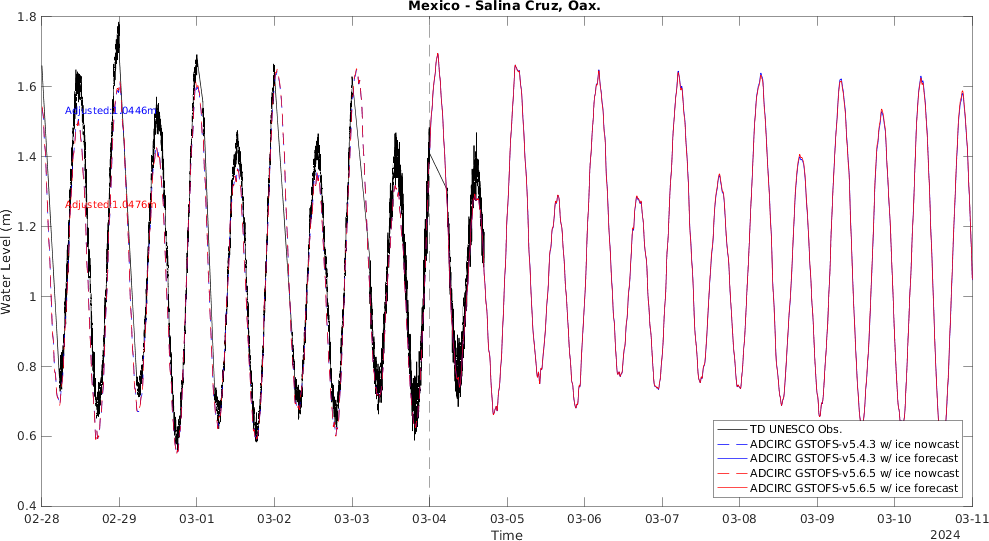 Mexico - Salina Cruz, Oax.
1.8
1.6
1.4
1.2
1
0.8
0.6
0.4
Water Level (m)
Adjusted:1.0446m
Adjusted:1.0476m
TD UNESCO Obs.
ADCIRC GSTOFS-v5.4.3 w/ ice nowcast
ADCIRC GSTOFS-v5.4.3 w/ ice forecast
ADCIRC GSTOFS-v5.6.5 w/ ice nowcast
ADCIRC GSTOFS-v5.6.5 w/ ice forecast
02-28 02-29 03-01 03-02 03-03 03-04 03-05 03-06 03-07 03-08 03-09 03-10 03-11
Time
2024